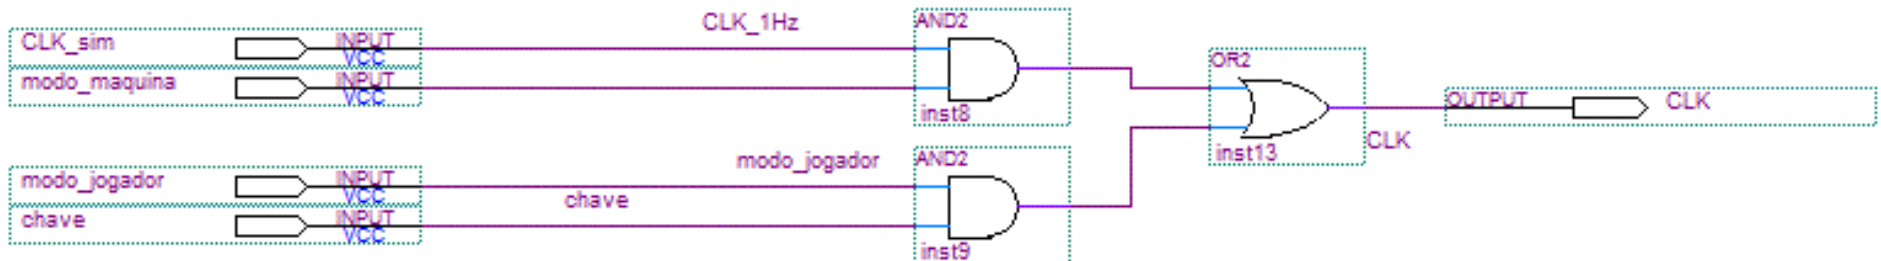 CLK_sim
INPUT
VCC
CLK_1Hz
AND2
modo_maquina
INPUT
VCC
inst8
OR2
inst13
CLK
OUTPUT
CLK
modo_jogador
INPUT
VCC
modo_jogador
AND2
chave
INPUT
VCC
chave
inst9